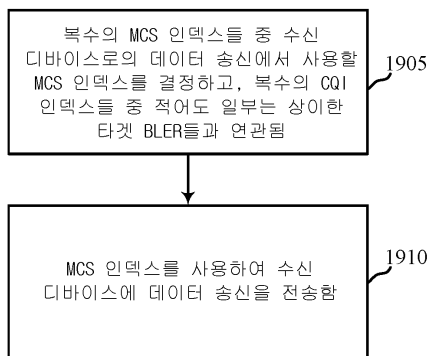 복수의 MCS 인덱스들 중 수신
디바이스로의 데이터 송신에서 사용할
MCS 인덱스를 결정하고, 복수의 CQI
인덱스들 중 적어도 일부는 상이한
타겟 BLER들과 연관됨
1905
MCS 인덱스를 사용하여 수신
디바이스에 데이터 송신을 전송함
1910